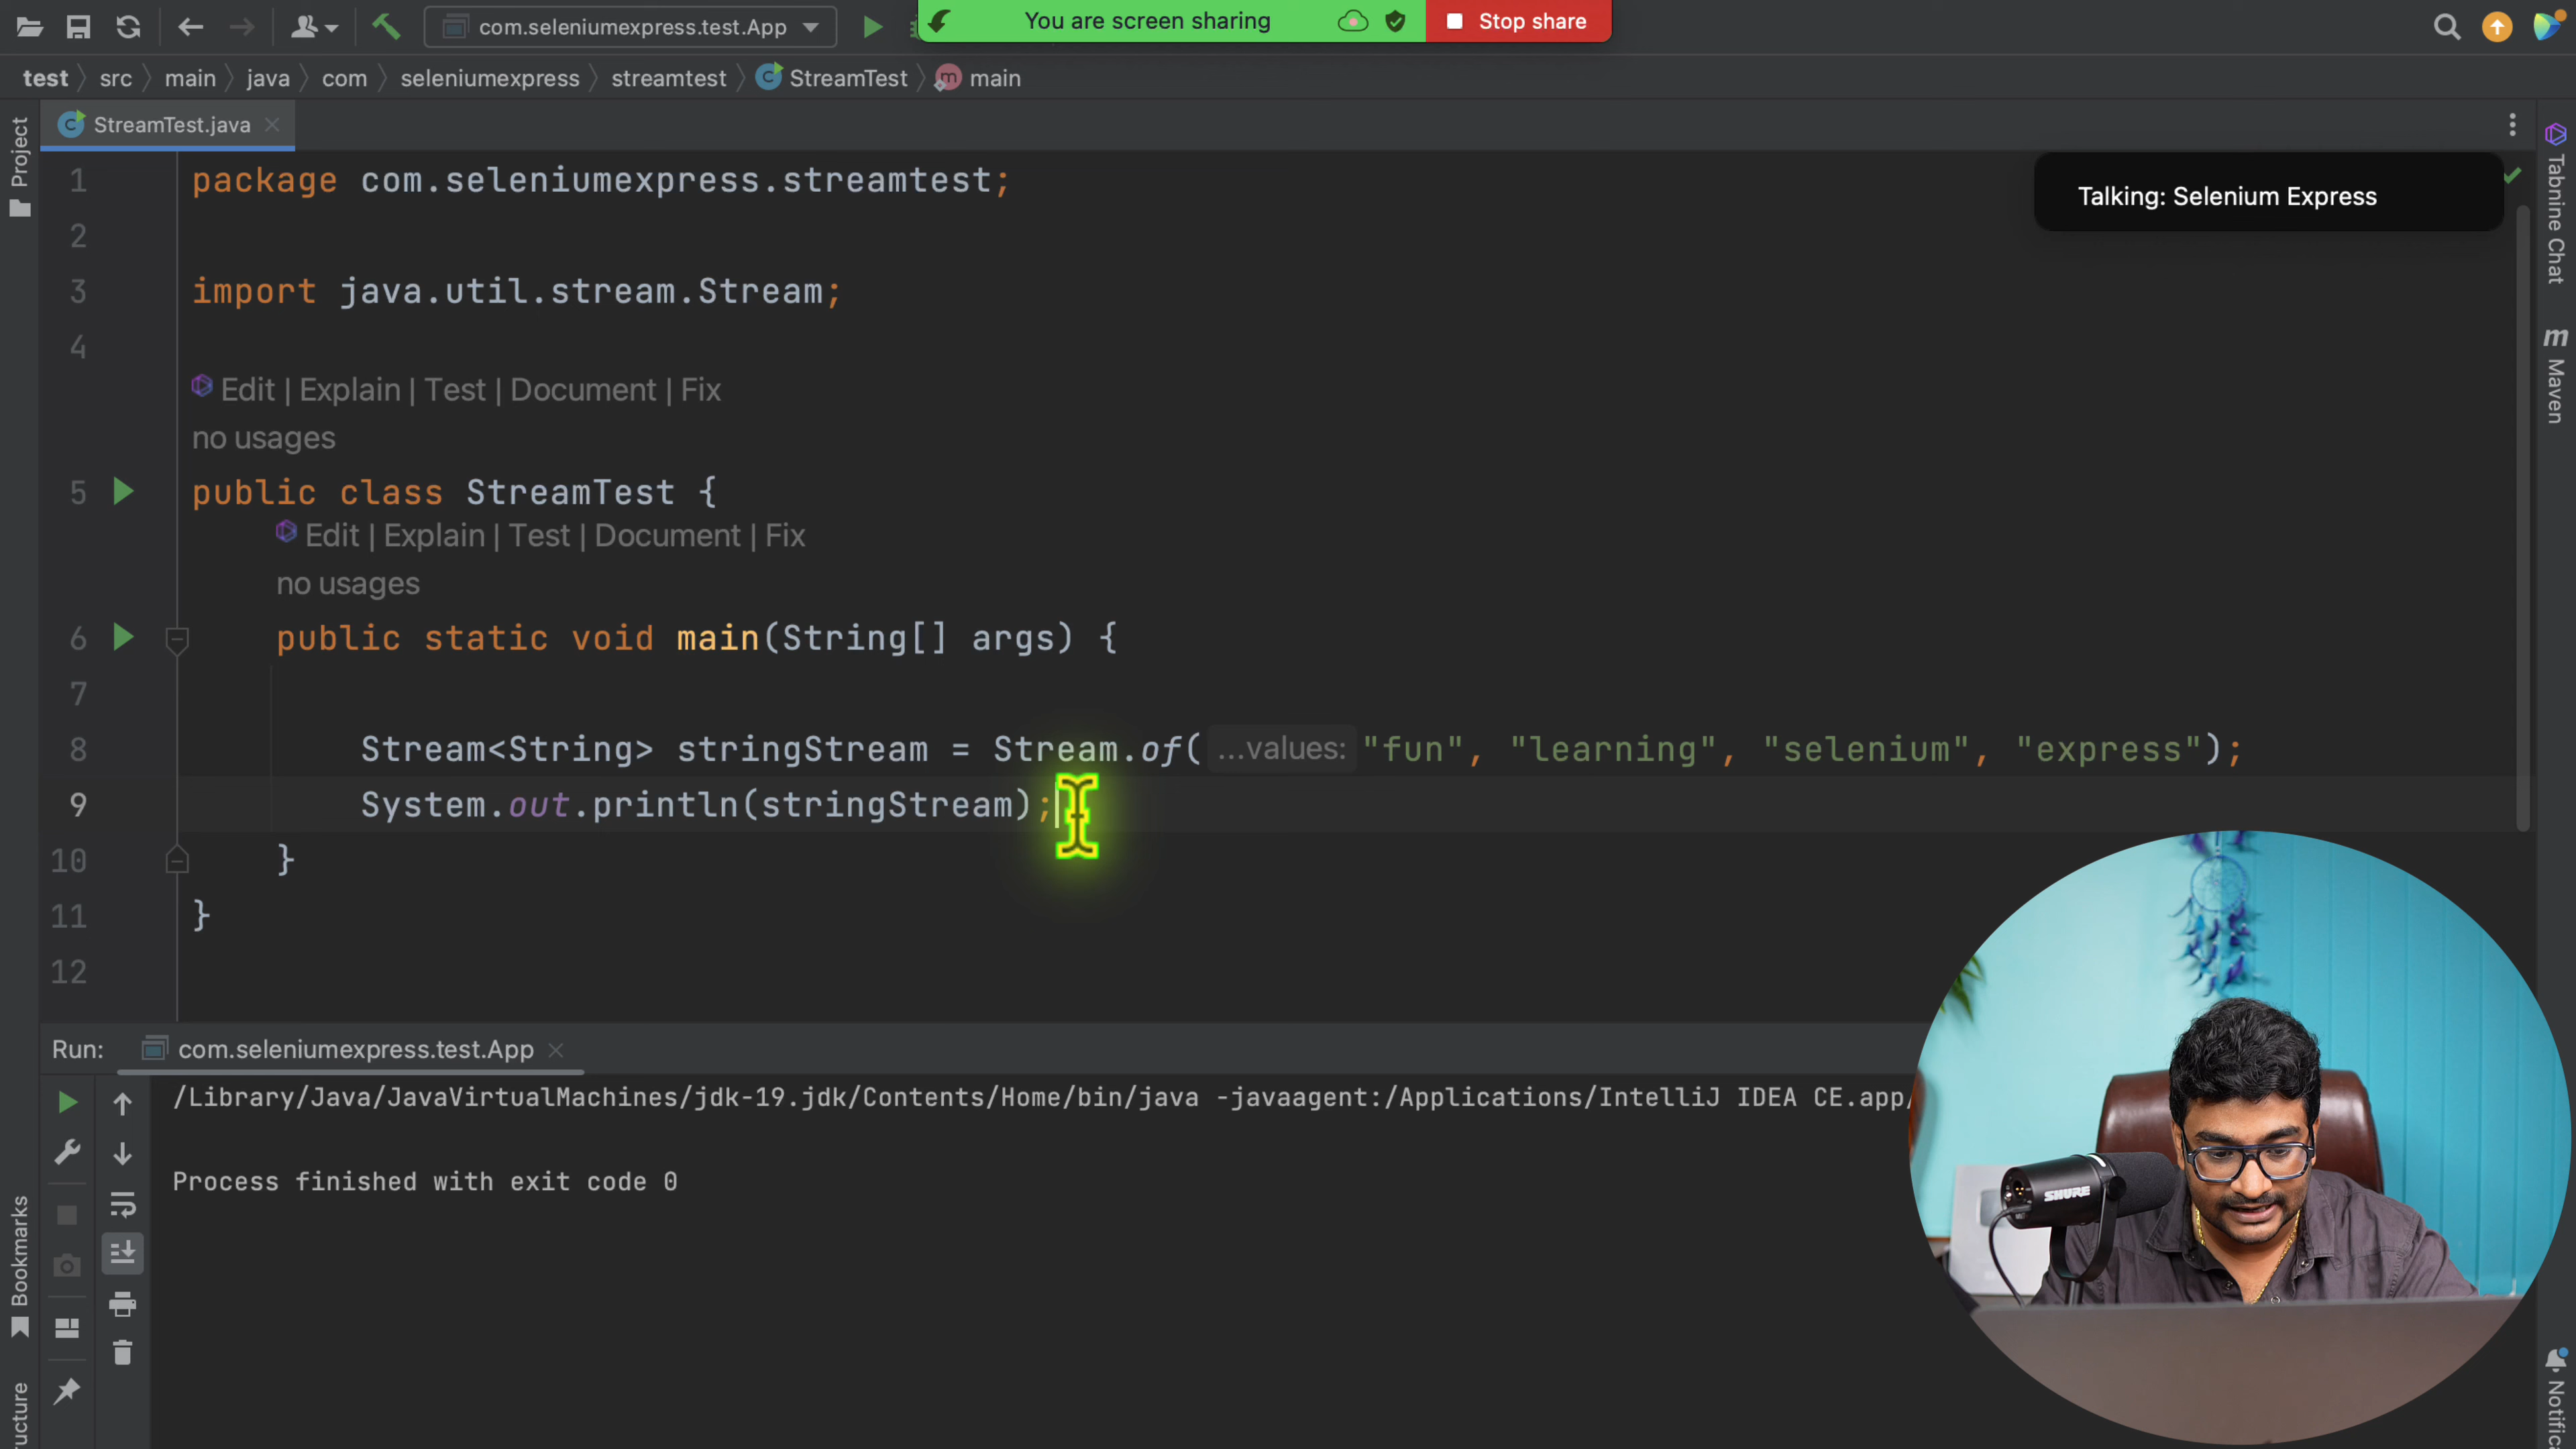 com.seleniumexpress.test.App
You are screen sharing
Stop share
test
src
main
java
com
seleniumexpress
streamtest
StreamTest
main
Project
StreamTest.java
Talking: Selenium Express
Tabnine Chat
Maven
1 package com.seleniumexpress.streamtest;
2
3 import java.util.stream.Stream;
4
Edit | Explain | Test | Document | Fix
no usages
5 public class StreamTest {
Edit | Explain | Test | Document | Fix
no usages
6 public static void main(String[] args) {
7
8 Stream<String> stringStream = Stream.of( ...values: "fun", "learning", "selenium", "express");
9 System.out.println(stringStream);
10 }
11 }
12
Run: com.seleniumexpress.test.App
/Library/Java/JavaVirtualMachines/jdk-19.jdk/Contents/Home/bin/java -javaagent:/Applications/IntelliJ IDEA CE.app/
Process finished with exit code 0
Bookmarks
ucture
Notific
SHURE